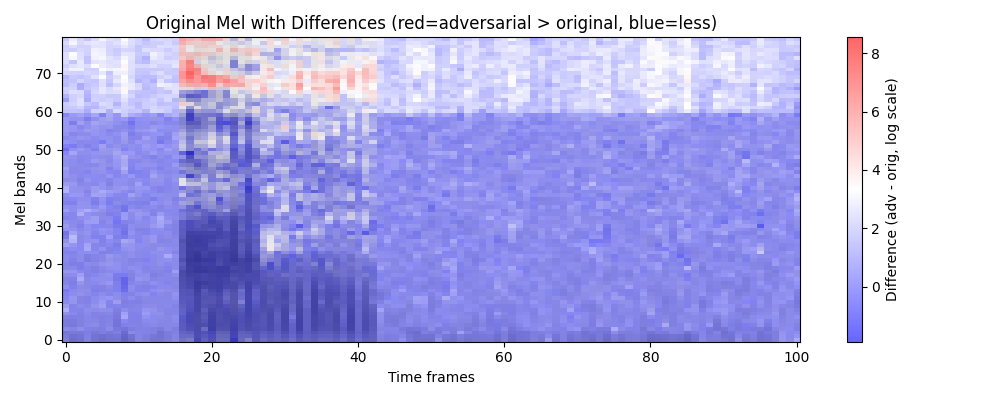 Original Mel with Differences (red=adversarial > original, blue=less)
Mel bands
70
60
50
40
30
20
10
0
0 20 40 60 80 100
Time frames
8
6
4
2
0
Difference (adv - orig, log scale)